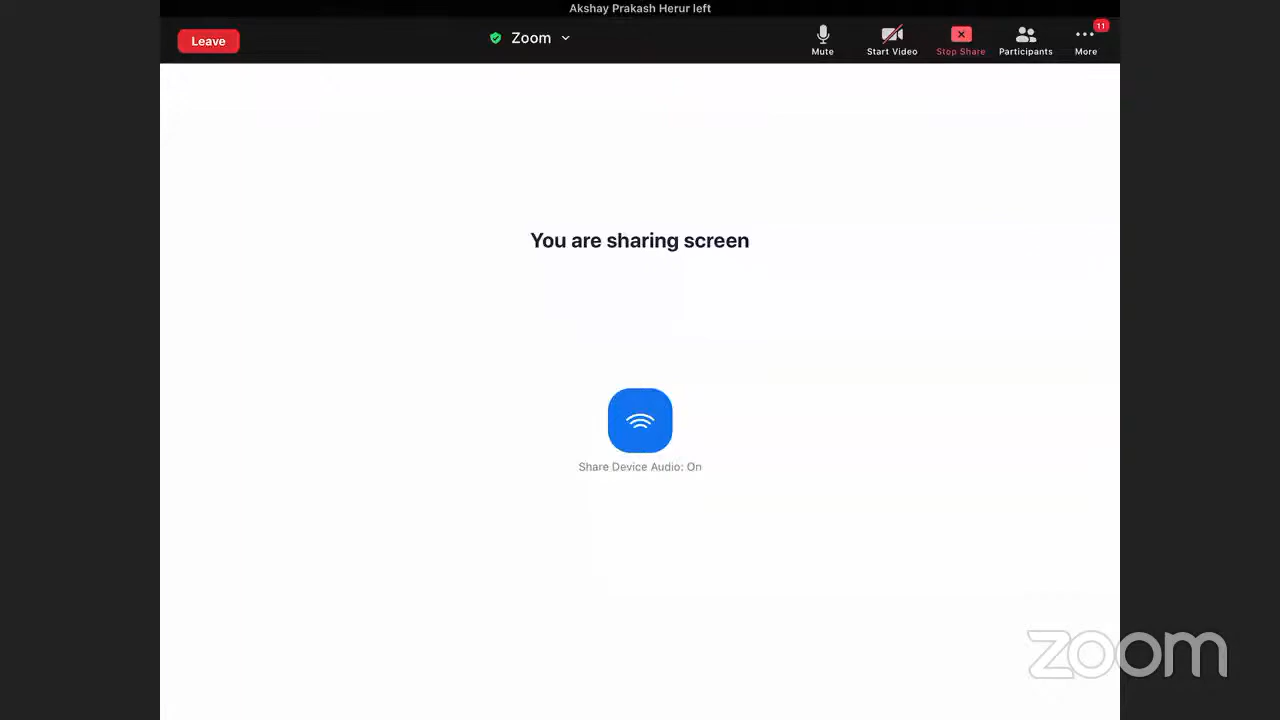 Akshay Prakash Herur left
Leave
Zoom
Mute
Start Video
Stop Share
Participants
More
11
You are sharing screen
Share Device Audio: On
zoom